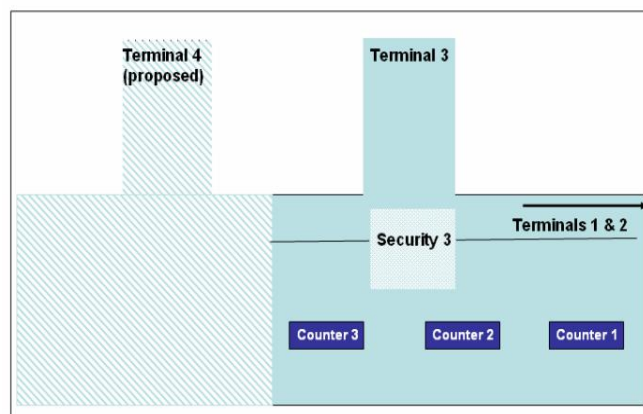 Terminal 4
(proposed)
Terminal 3
Security 3
Terminals 1 & 2
Counter 3
Counter 2
Counter 1